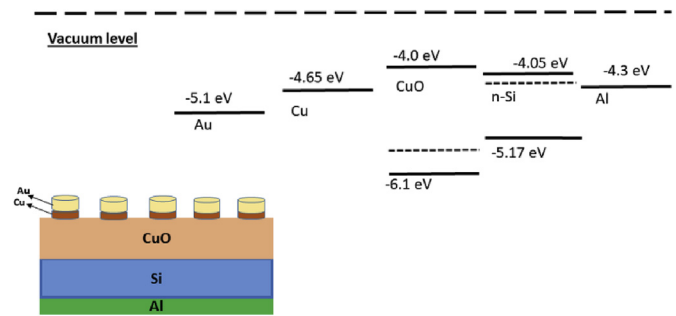 Vacuum level
-4.0 eV
-4.05 eV
-4.65 eV
-4.3 eV
-5.1 eV
CuO
n-Si
Al
Cu
Au
-5.17 eV
-6.1 eV
Au
Cu
CuO
Si
Al